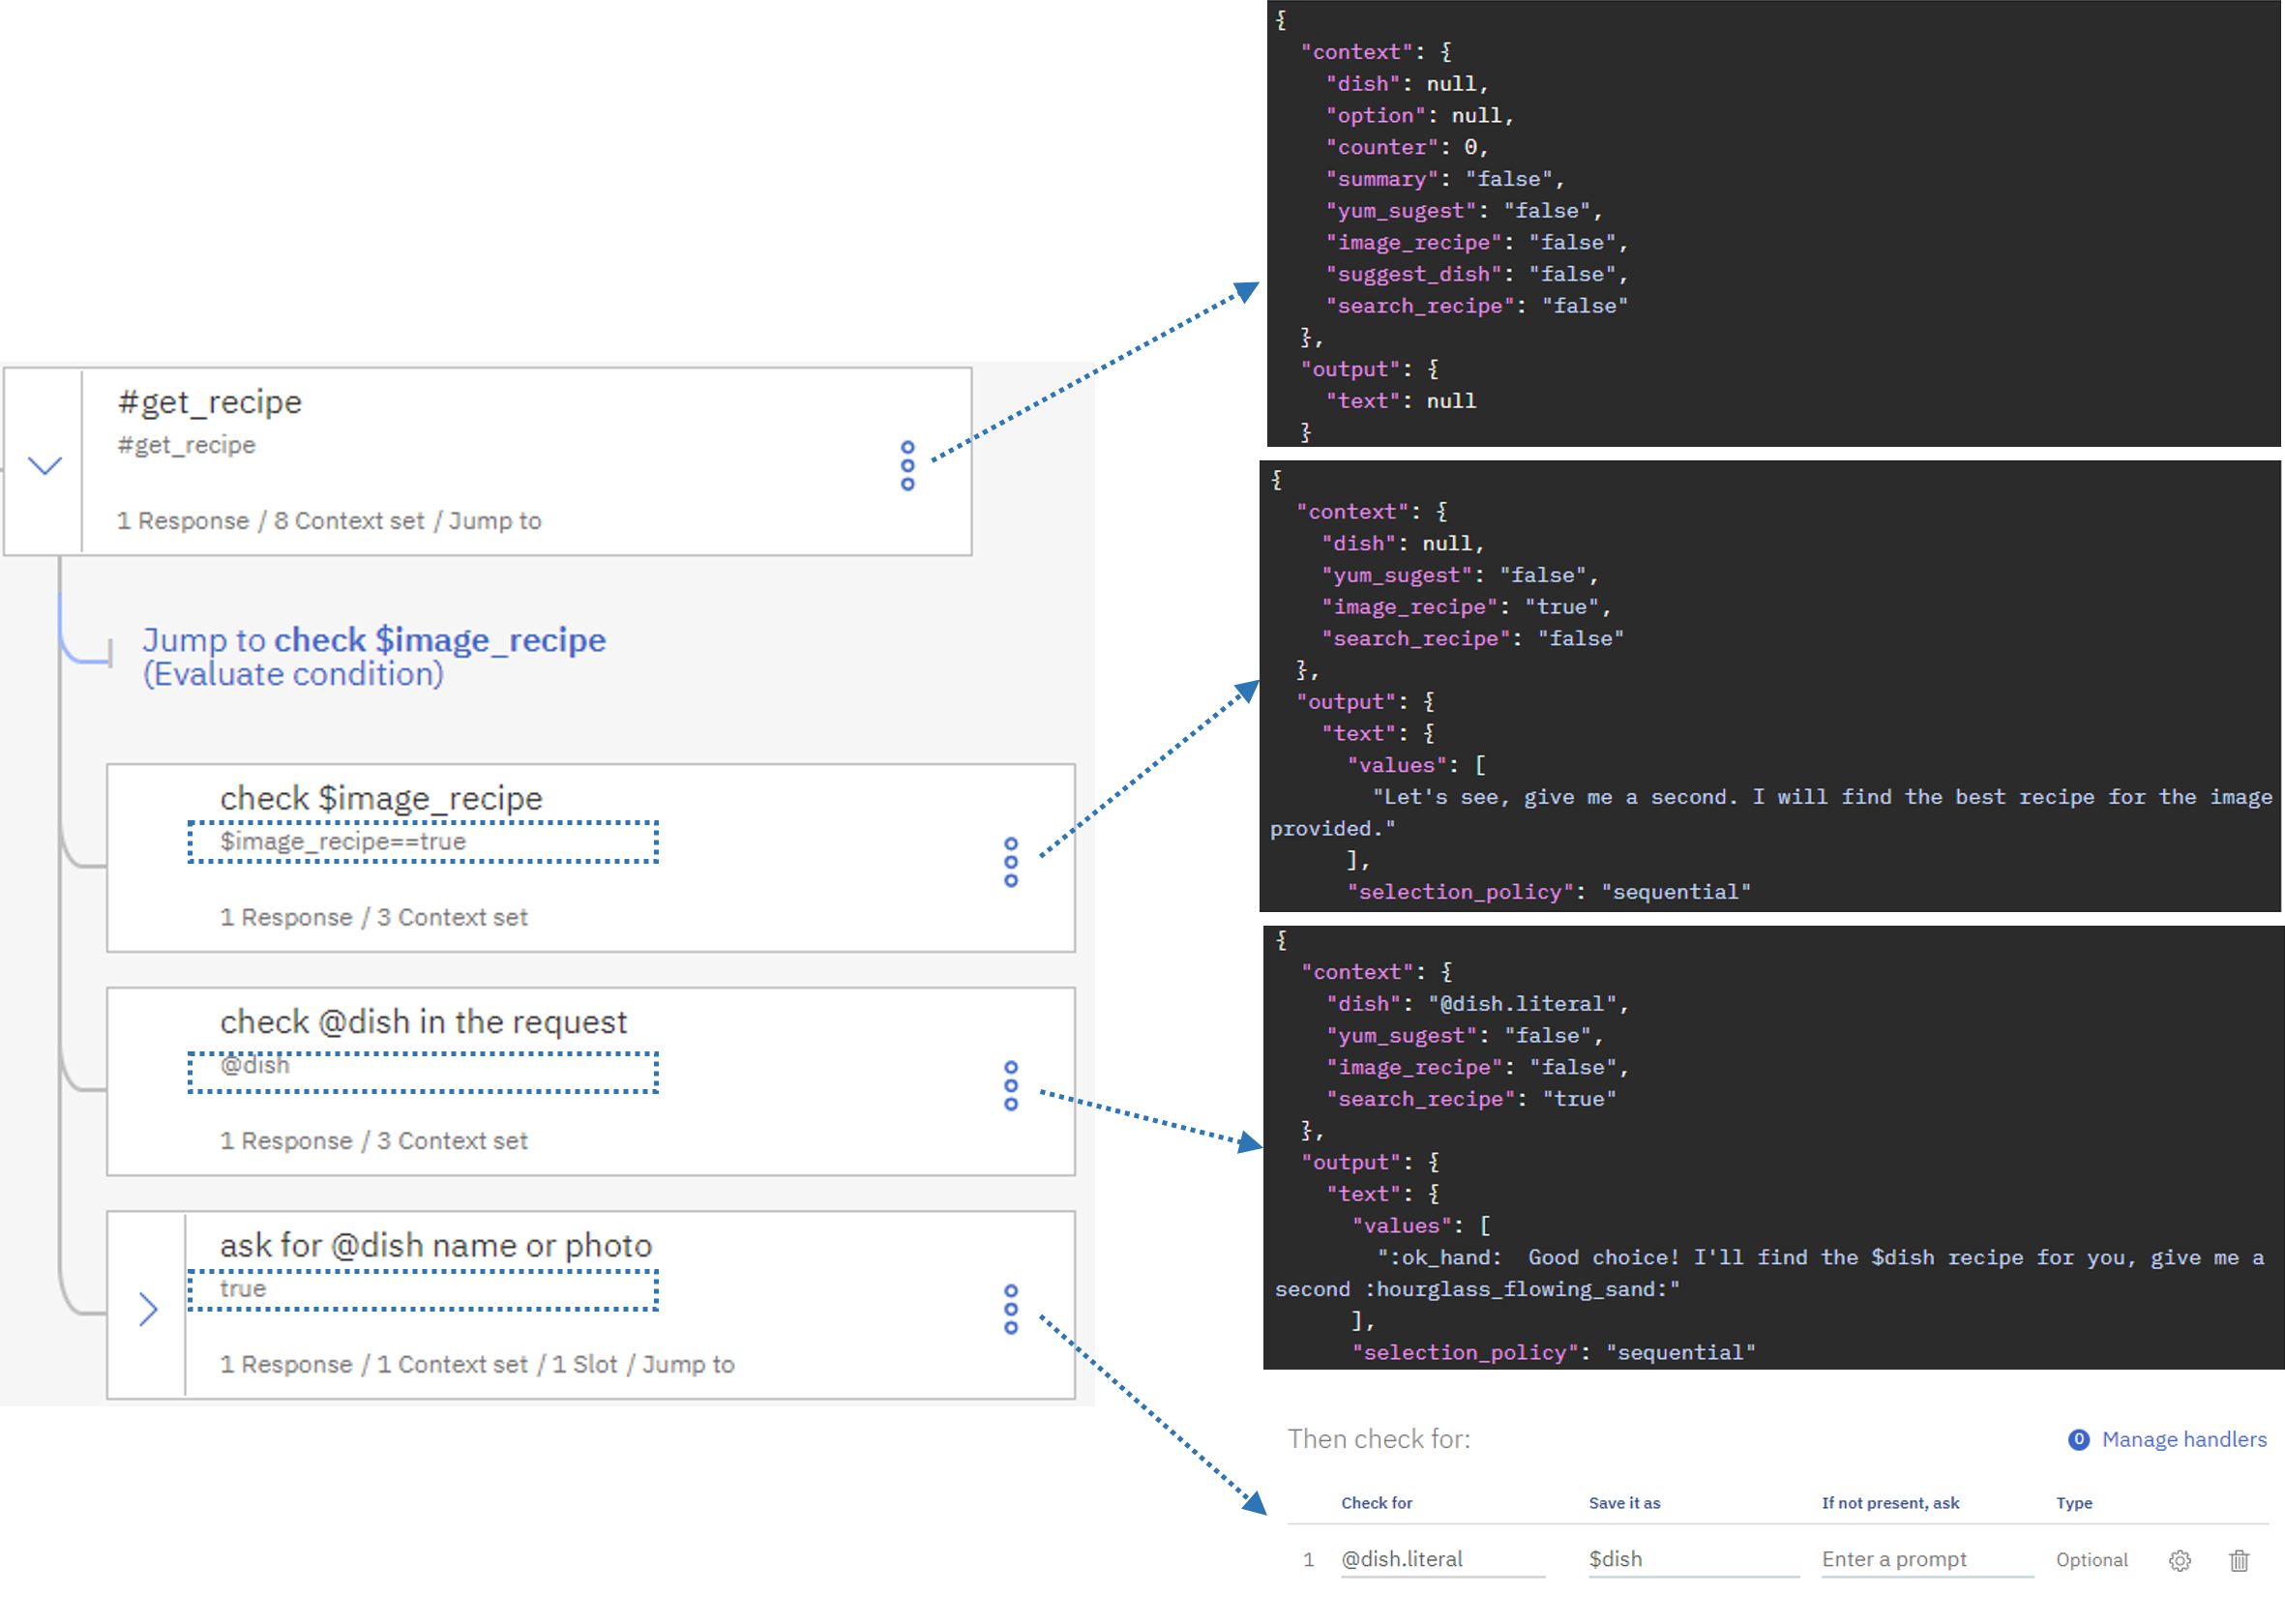 #get_recipe
#get_recipe
1 Response / 8 Context set / Jump to
Jump to check $image_recipe
(Evaluate condition)
check $image_recipe
$image_recipe==true
1 Response / 3 Context set
check @dish in the request
@dish
1 Response / 3 Context set
ask for @dish name or photo
true
1 Response / 1 Context set / 1 Slot / Jump to
{
"context": {
"dish": null,
"option": null,
"counter": 0,
"summary": "false",
"yum_sugest": "false",
"image_recipe": "false",
"suggest_dish": "false",
"search_recipe": "false"
},
"output": {
"text": null
}
{
"context": {
"dish": null,
"yum_sugest": "false",
"image_recipe": "true",
"search_recipe": "false"
},
"output": {
"text": {
"values": [
"Let's see, give me a second. I will find the best recipe for the image
provided."
],
"selection_policy": "sequential"
{
"context": {
"dish": "@dish.literal",
"yum_sugest": "false",
"image_recipe": "false",
"search_recipe": "true"
},
"output": {
"text": {
"values": [
":ok_hand:  Good choice! I'll find the $dish recipe for you, give me a
second :hourglass_flowing_sand:"
],
"selection_policy": "sequential"
Then check for:
0 Manage handlers
Check for Save it as If not present, ask Type
1 @dish.literal $dish Enter a prompt Optional